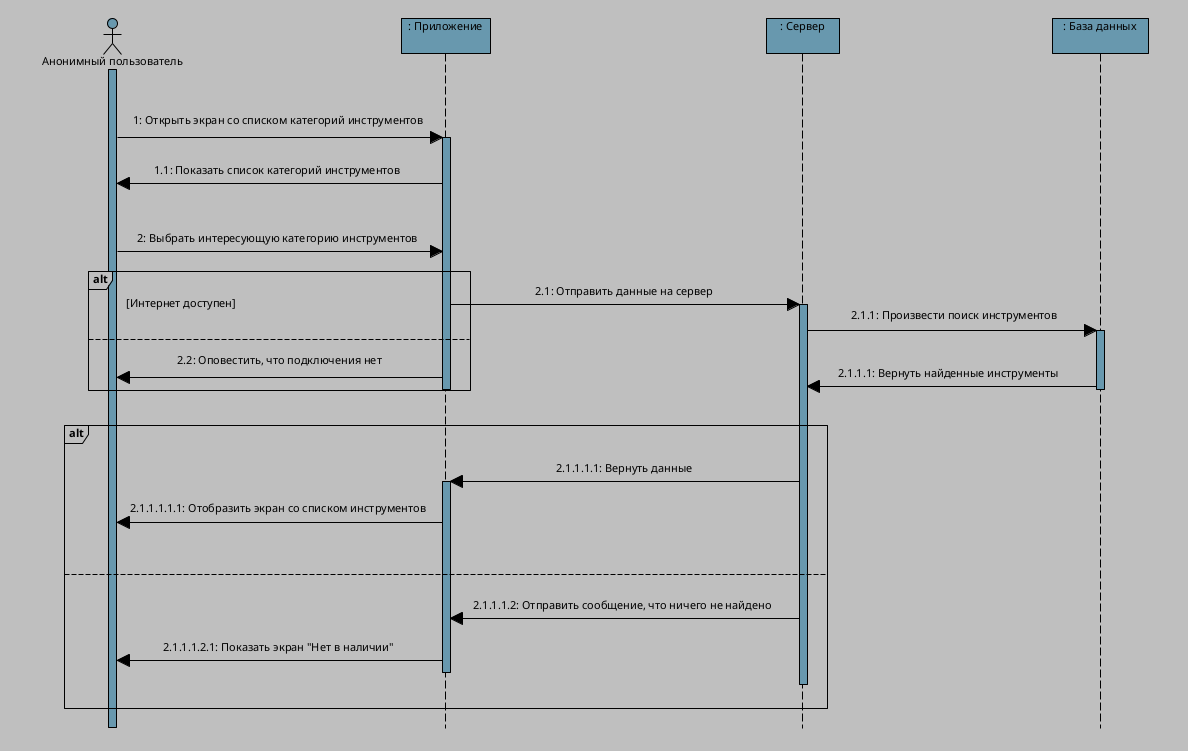 Анонимный пользователь
: Приложение
: Сервер
: База данных
1: Открыть экран со списком категорий инструментов
1.1: Показать список категорий инструментов
2: Выбрать интересующую категорию инструментов
alt
[Интернет доступен]
2.1: Отправить данные на сервер
2.1.1: Произвести поиск инструментов
2.2: Оповестить, что подключения нет
2.1.1.1: Вернуть найденные инструменты
alt
2.1.1.1.1: Вернуть данные
2.1.1.1.1.1: Отобразить экран со списком инструментов
2.1.1.1.2: Отправить сообщение, что ничего не найдено
2.1.1.1.2.1: Показать экран "Нет в наличии"